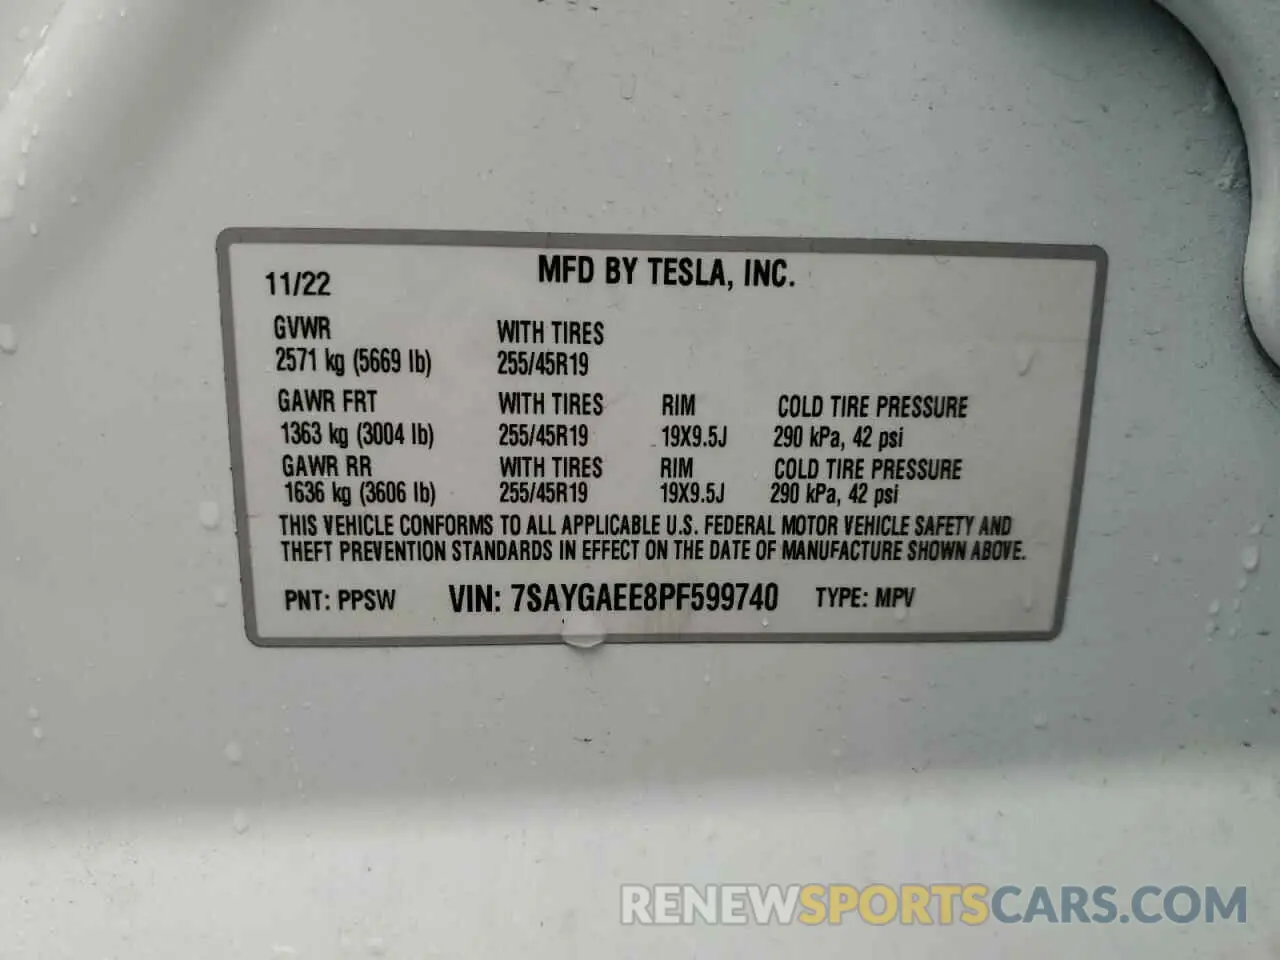 MFD BY TESLA, INC.
11/22
GVWR WITH TIRES
2571 kg (5669 lb) 255/45R19
GAWR FRT WITH TIRES RIM COLD TIRE PRESSURE
1363 kg (3004 lb) 255/45R19 19X9.5J 290 kPa, 42 psi
GAWR RR WITH TIRES RIM COLD TIRE PRESSURE
1636 kg (3606 lb) 255/45R19 19X9.5J 290 kPa, 42 psi
THIS VEHICLE CONFORMS TO ALL APPLICABLE U.S. FEDERAL MOTOR VEHICLE SAFETY AND
THEFT PREVENTION STANDARDS IN EFFECT ON THE DATE OF MANUFACTURE SHOWN ABOVE.
PNT: PPSW VIN: 7SAYGAEE8PF599740 TYPE: MPV
RENEWSPORTSCARS.COM